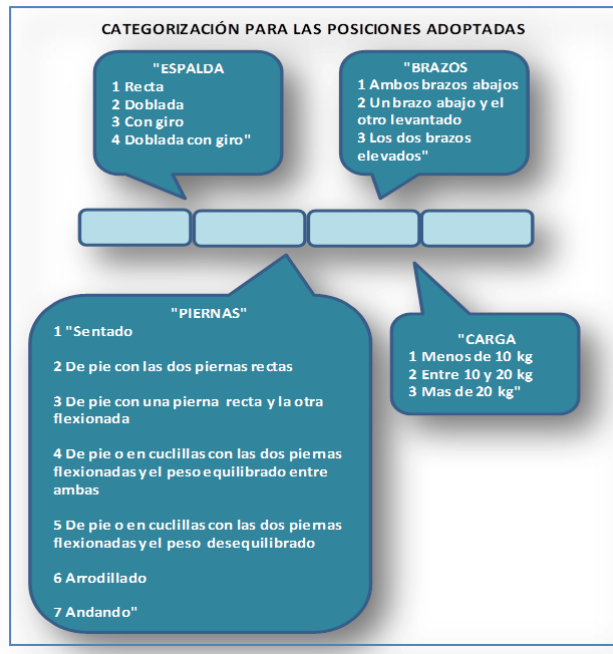 CATEGORIZACIÓN PARA LAS POSICIONES ADOPTADAS
"ESPALDA
1 Recta
2 Doblada
3 Con giro
4 Doblada con giro"
"BRAZOS
1 Ambos brazos abajos
2 Un brazo abajo y el
otro levantado
3 Los dos brazos
elevados"
"PIERNAS"
1 "Sentado
2 De pie con las dos piernas rectas
3 De pie con una pierna recta y la otra
flexionada
4 De pie o en cuclillas con las dos piernas
flexionadas y el peso equilibrado entre
ambas
5 De pie o en cuclillas con las dos piernas
flexionadas y el peso desequilibrado
6 Arrodillado
7 Andando"
"CARGA
1 Menos de 10 kg
2 Entre 10 y 20 kg
3 Mas de 20 kg"